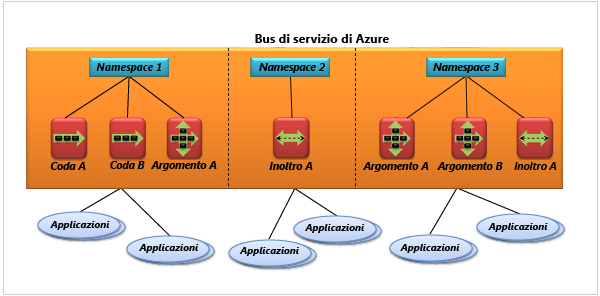 Bus di servizio di Azure
Namespace 1
Namespace 2
Namespace 3
Coda A
Coda B
Argomento A
Inoltro A
Argomento A
Argomento B
Inoltro A
Applicazioni
Applicazioni
Applicazioni
Applicazioni
Applicazioni
Applicazioni